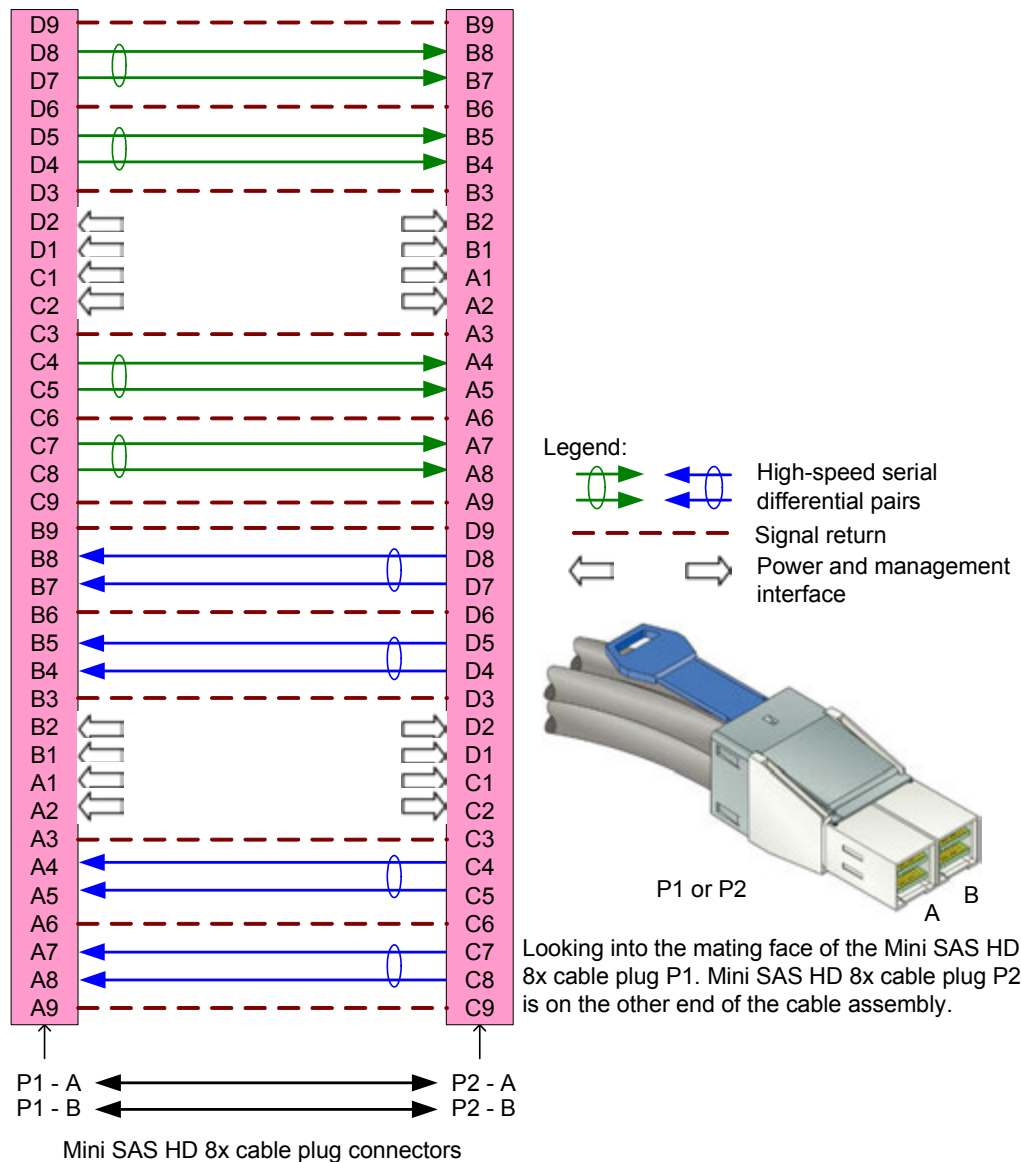 D9 B9
D8 B8
D7 B7
D6 B6
D5 B5
D4 B4
D3 B3
D2 B2
D1 B1
C1 A1
C2 A2
C3 A3
C4 A4
C5 A5
C6 A6
C7 A7
C8 A8
C9 A9
B9 D9
B8 D8
B7 D7
B6 D6
B5 D5
B4 D4
B3 D3
B2 D2
B1 D1
A1 C1
A2 C2
A3 C3
A4 C4
A5 C5
A6 C6
A7 C7
A8 C8
A9 C9
P1 - A P2 - A
P1 - B P2 - B
Mini SAS HD 8x cable plug connectors
Legend:
High-speed serial
differential pairs
Signal return
Power and management
interface
P1 or P2
A
B
Looking into the mating face of the Mini SAS HD
8x cable plug P1. Mini SAS HD 8x cable plug P2
is on the other end of the cable assembly.